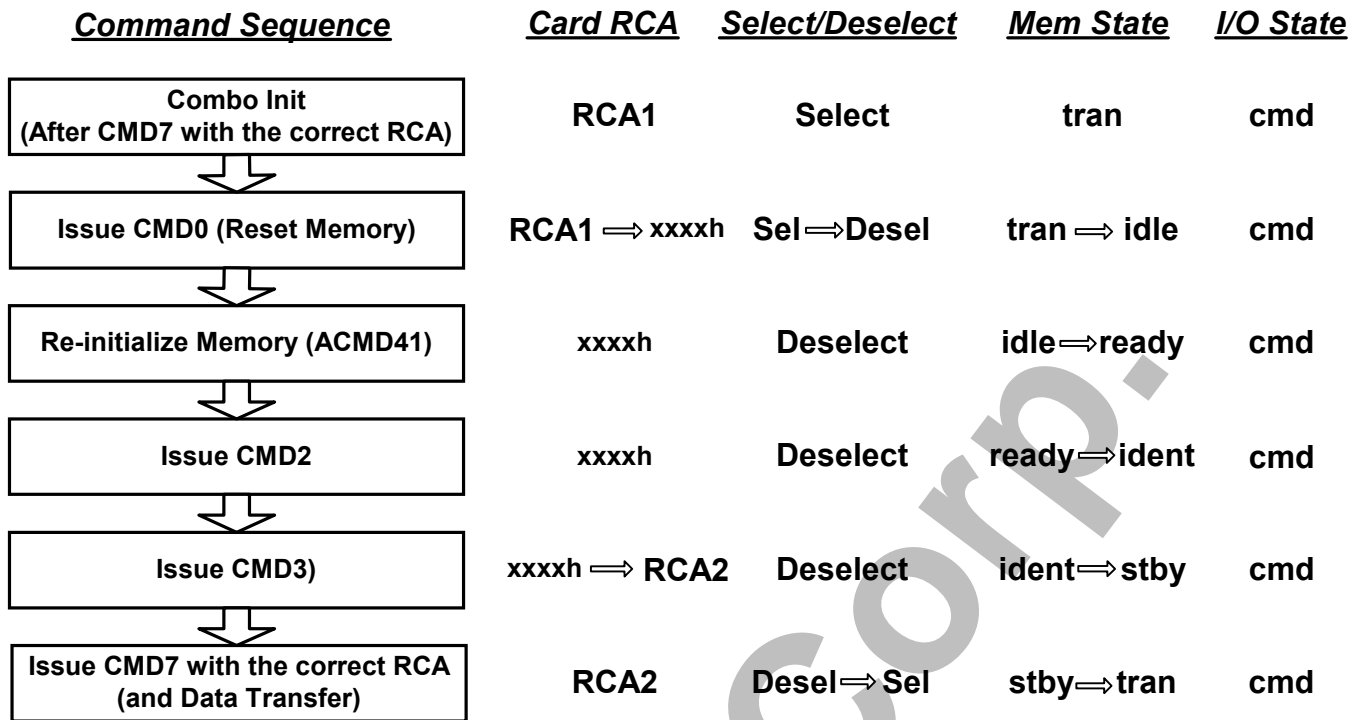 Command Sequence Card RCA Select/Deselect Mem State I/O State
Combo Init
(After CMD7 with the correct RCA) RCA1 Select tran cmd
Issue CMD0 (Reset Memory) RCA1 ⟹ xxxxh Sel⟹Desel tran ⟹ idle cmd
Re-initialize Memory (ACMD41) xxxxh Deselect idle⟹ready cmd
Issue CMD2 xxxxh Deselect ready⟹ident cmd
Issue CMD3) xxxxh ⟹ RCA2 Deselect ident⟹stby cmd
Issue CMD7 with the correct RCA
(and Data Transfer) RCA2 Desel⟹Sel stby⟹tran cmd
Corp.